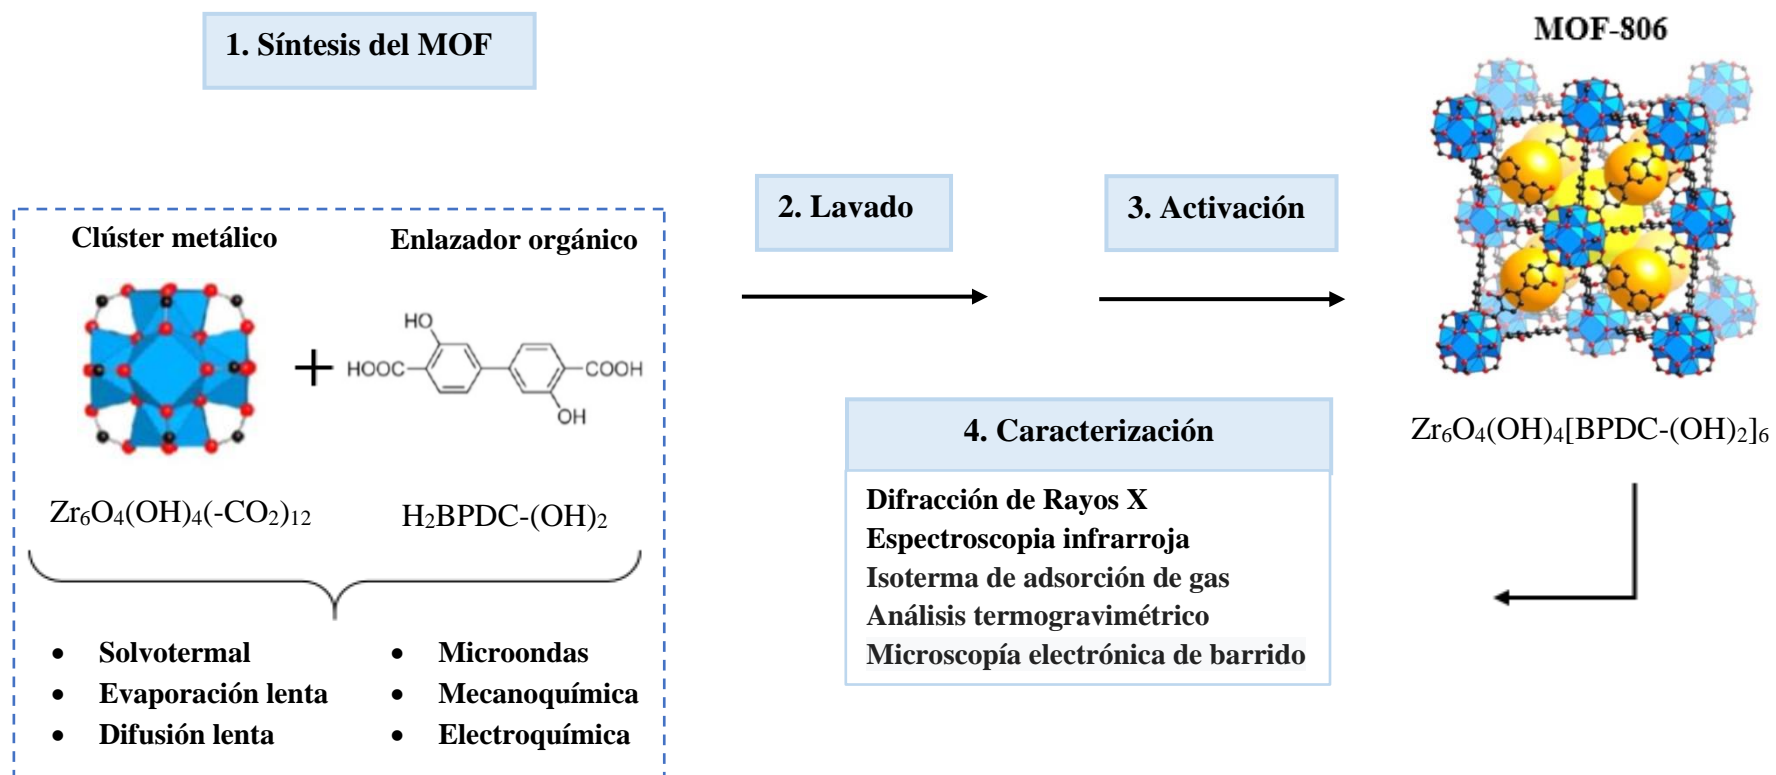 1. Síntesis del MOF
Clúster metálico
Enlazador orgánico
+
HO
HOOC
COOH
OH
Zr₆O₄(OH)₄(-CO₂)₁₂
H₂BPDC-(OH)₂
• Solvotermal
• Evaporación lenta
• Difusión lenta
• Microondas
• Mecanoquímica
• Electroquímica
2. Lavado
3. Activación
MOF-806
Zr₆O₄(OH)₄[BPDC-(OH)₂]₆
4. Caracterización
Difracción de Rayos X
Espectroscopia infrarroja
Isoterma de adsorción de gas
Análisis termogravimétrico
Microscopía electrónica de barrido